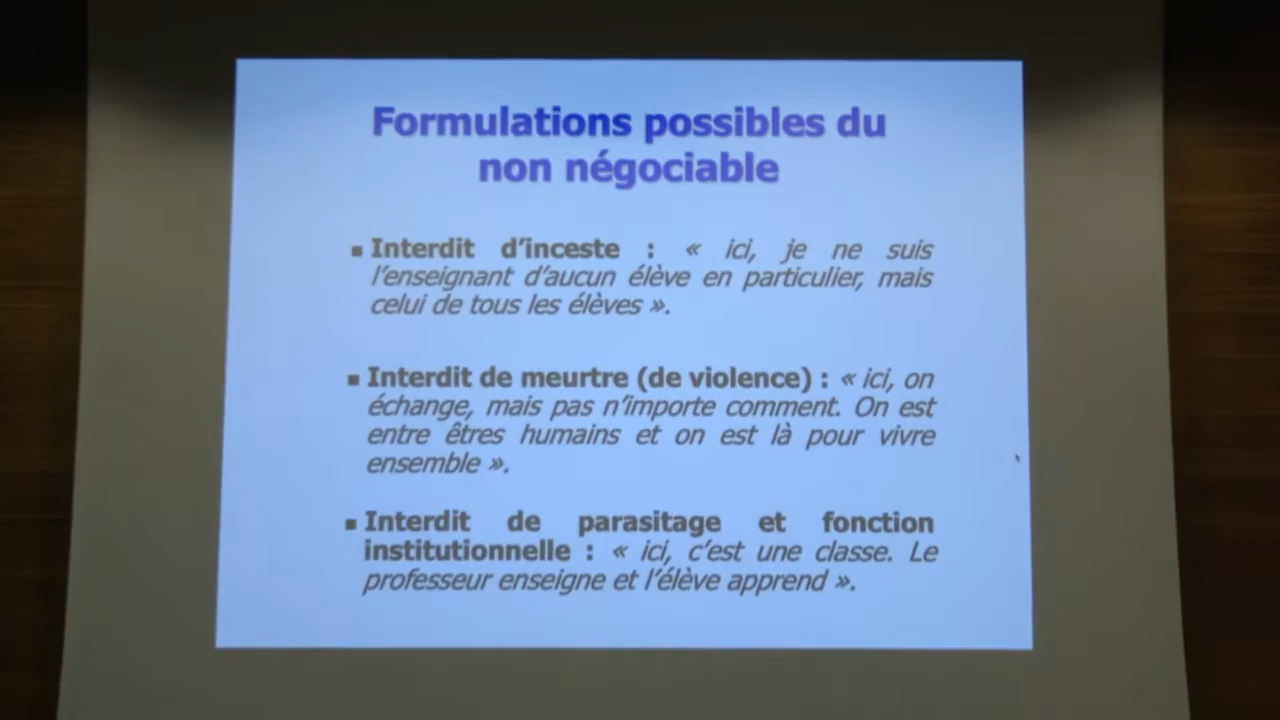 Formulations possibles du
non négociable
▪ Interdit d'inceste : « ici, je ne suis
l'enseignant d'aucun élève en particulier, mais
celui de tous les élèves ».
▪ Interdit de meurtre (de violence) : « ici, on
échange, mais pas n'importe comment. On est
entre êtres humains et on est là pour vivre
ensemble ».
▪ Interdit de parasitage et fonction
institutionnelle : « ici, c'est une classe. Le
professeur enseigne et l'élève apprend ».